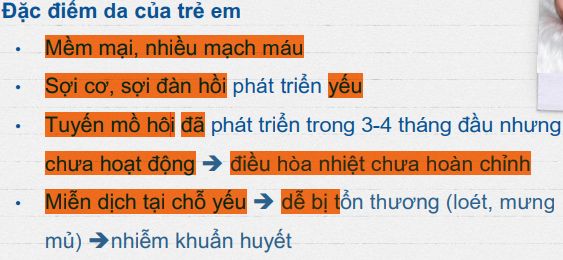 Đặc điểm da của trẻ em
• Mềm mại, nhiều mạch máu
• Sợi cơ, sợi đàn hồi phát triển yếu
• Tuyến mồ hôi đã phát triển trong 3-4 tháng đầu nhưng
chưa hoạt động ➔ điều hòa nhiệt chưa hoàn chỉnh
• Miễn dịch tại chỗ yếu ➔ dễ bị tổn thương (loét, mưng
mủ) ➔nhiễm khuẩn huyết